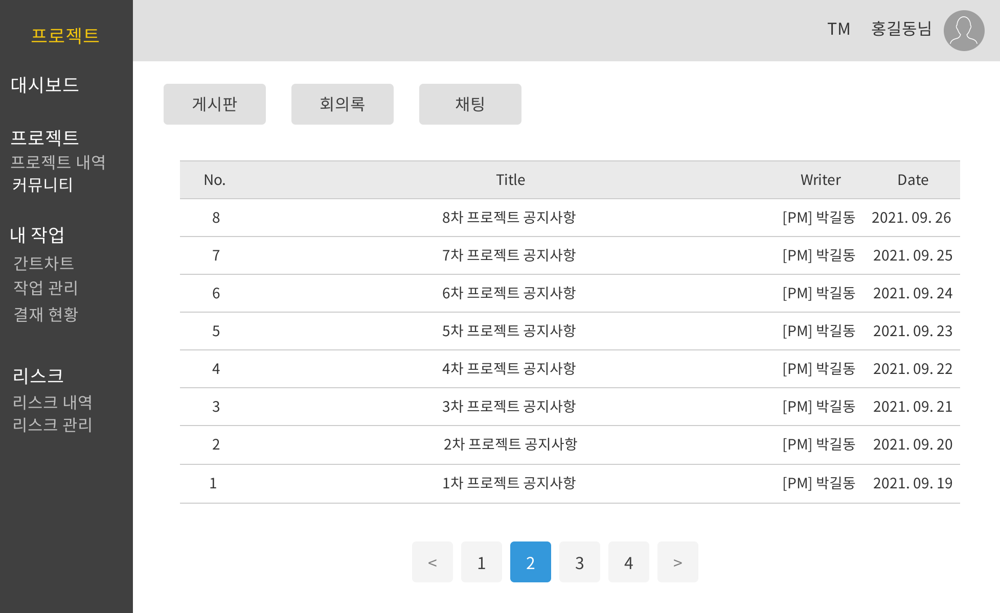 프로젝트
대시보드
프로젝트
프로젝트 내역
커뮤니티
내 작업
간트차트
작업 관리
결재 현황
리스크
리스크 내역
리스크 관리
TM 홍길동님
게시판 회의록 채팅
No. Title Writer Date
8 8차 프로젝트 공지사항 [PM] 박길동 2021. 09. 26
7 7차 프로젝트 공지사항 [PM] 박길동 2021. 09. 25
6 6차 프로젝트 공지사항 [PM] 박길동 2021. 09. 24
5 5차 프로젝트 공지사항 [PM] 박길동 2021. 09. 23
4 4차 프로젝트 공지사항 [PM] 박길동 2021. 09. 22
3 3차 프로젝트 공지사항 [PM] 박길동 2021. 09. 21
2 2차 프로젝트 공지사항 [PM] 박길동 2021. 09. 20
1 1차 프로젝트 공지사항 [PM] 박길동 2021. 09. 19
< 1 2 3 4 >